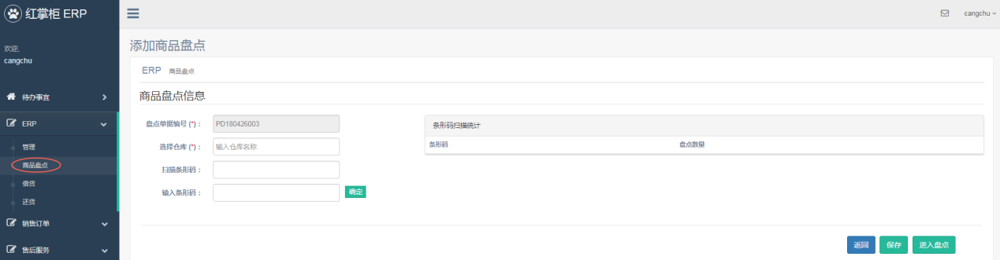 红掌柜 ERP
cangchu
欢迎,
cangchu
待办事宜
ERP
管理
商品盘点
借货
还货
销售订单
售后服务
添加商品盘点
ERP 商品盘点
商品盘点信息
盘点单据编号 (*)： PD180426003
选择仓库 (*)： 输入仓库名称
扫描条形码：
输入条形码： 确定
条形码扫描统计
条形码 盘点数量
返回 保存 进入盘点